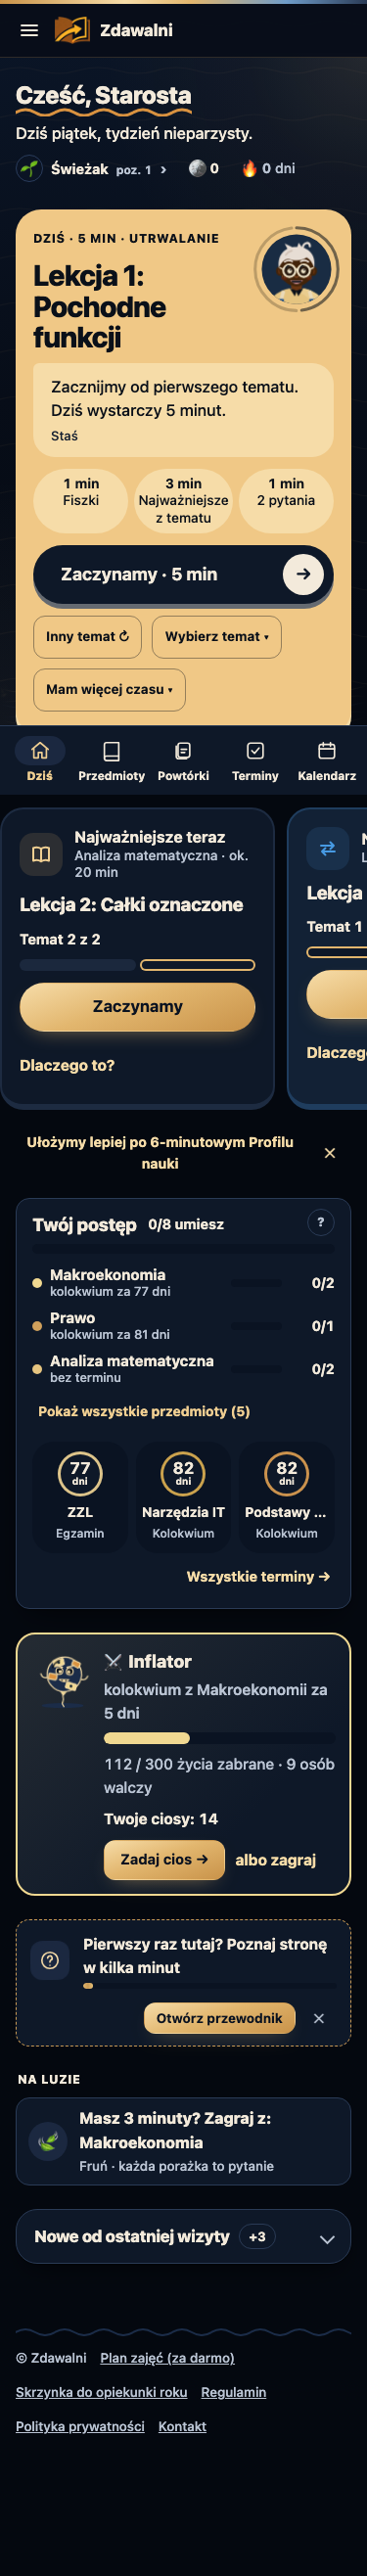 Zdawalni
Cześć, Starosta
Dziś piątek, tydzień nieparzysty.
Świeżak poz. 1 › 0 🔥 0 dni
DZIŚ · 5 MIN · UTRWALANIE
Lekcja 1:
Pochodne
funkcji
Zacznijmy od pierwszego tematu.
Dziś wystarczy 5 minut.
Staś
1 min
Fiszki
3 min
Najważniejsze
z tematu
1 min
2 pytania
Zaczynamy · 5 min →
Inny temat ↻
Wybierz temat ▾
Mam więcej czasu ▾
Dziś
Przedmioty
Powtórki
Terminy
Kalendarz
Najważniejsze teraz
Analiza matematyczna · ok.
20 min
Lekcja 2: Całki oznaczone
Temat 2 z 2
Zaczynamy
Dlaczego to?
N
L
Lekcja
Temat 1
Dlaczeg
Ułożymy lepiej po 6-minutowym Profilu
nauki
×
Twój postęp 0/8 umiesz ?
Makroekonomia
kolokwium za 77 dni
0/2
Prawo
kolokwium za 81 dni
0/1
Analiza matematyczna
bez terminu
0/2
Pokaż wszystkie przedmioty (5)
77
dni
ZZL
Egzamin
82
dni
Narzędzia IT
Kolokwium
82
dni
Podstawy ...
Kolokwium
Wszystkie terminy →
⚔️ Inflator
kolokwium z Makroekonomii za
5 dni
112 / 300 życia zabrane · 9 osób
walczy
Twoje ciosy: 14
Zadaj cios →
albo zagraj
Pierwszy raz tutaj? Poznaj stronę
w kilka minut
Otwórz przewodnik
×
NA LUZIE
Masz 3 minuty? Zagraj z:
Makroekonomia
Fruń · każda porażka to pytanie
Nowe od ostatniej wizyty +3
© Zdawalni Plan zajęć (za darmo)
Skrzynka do opiekunki roku Regulamin
Polityka prywatności Kontakt